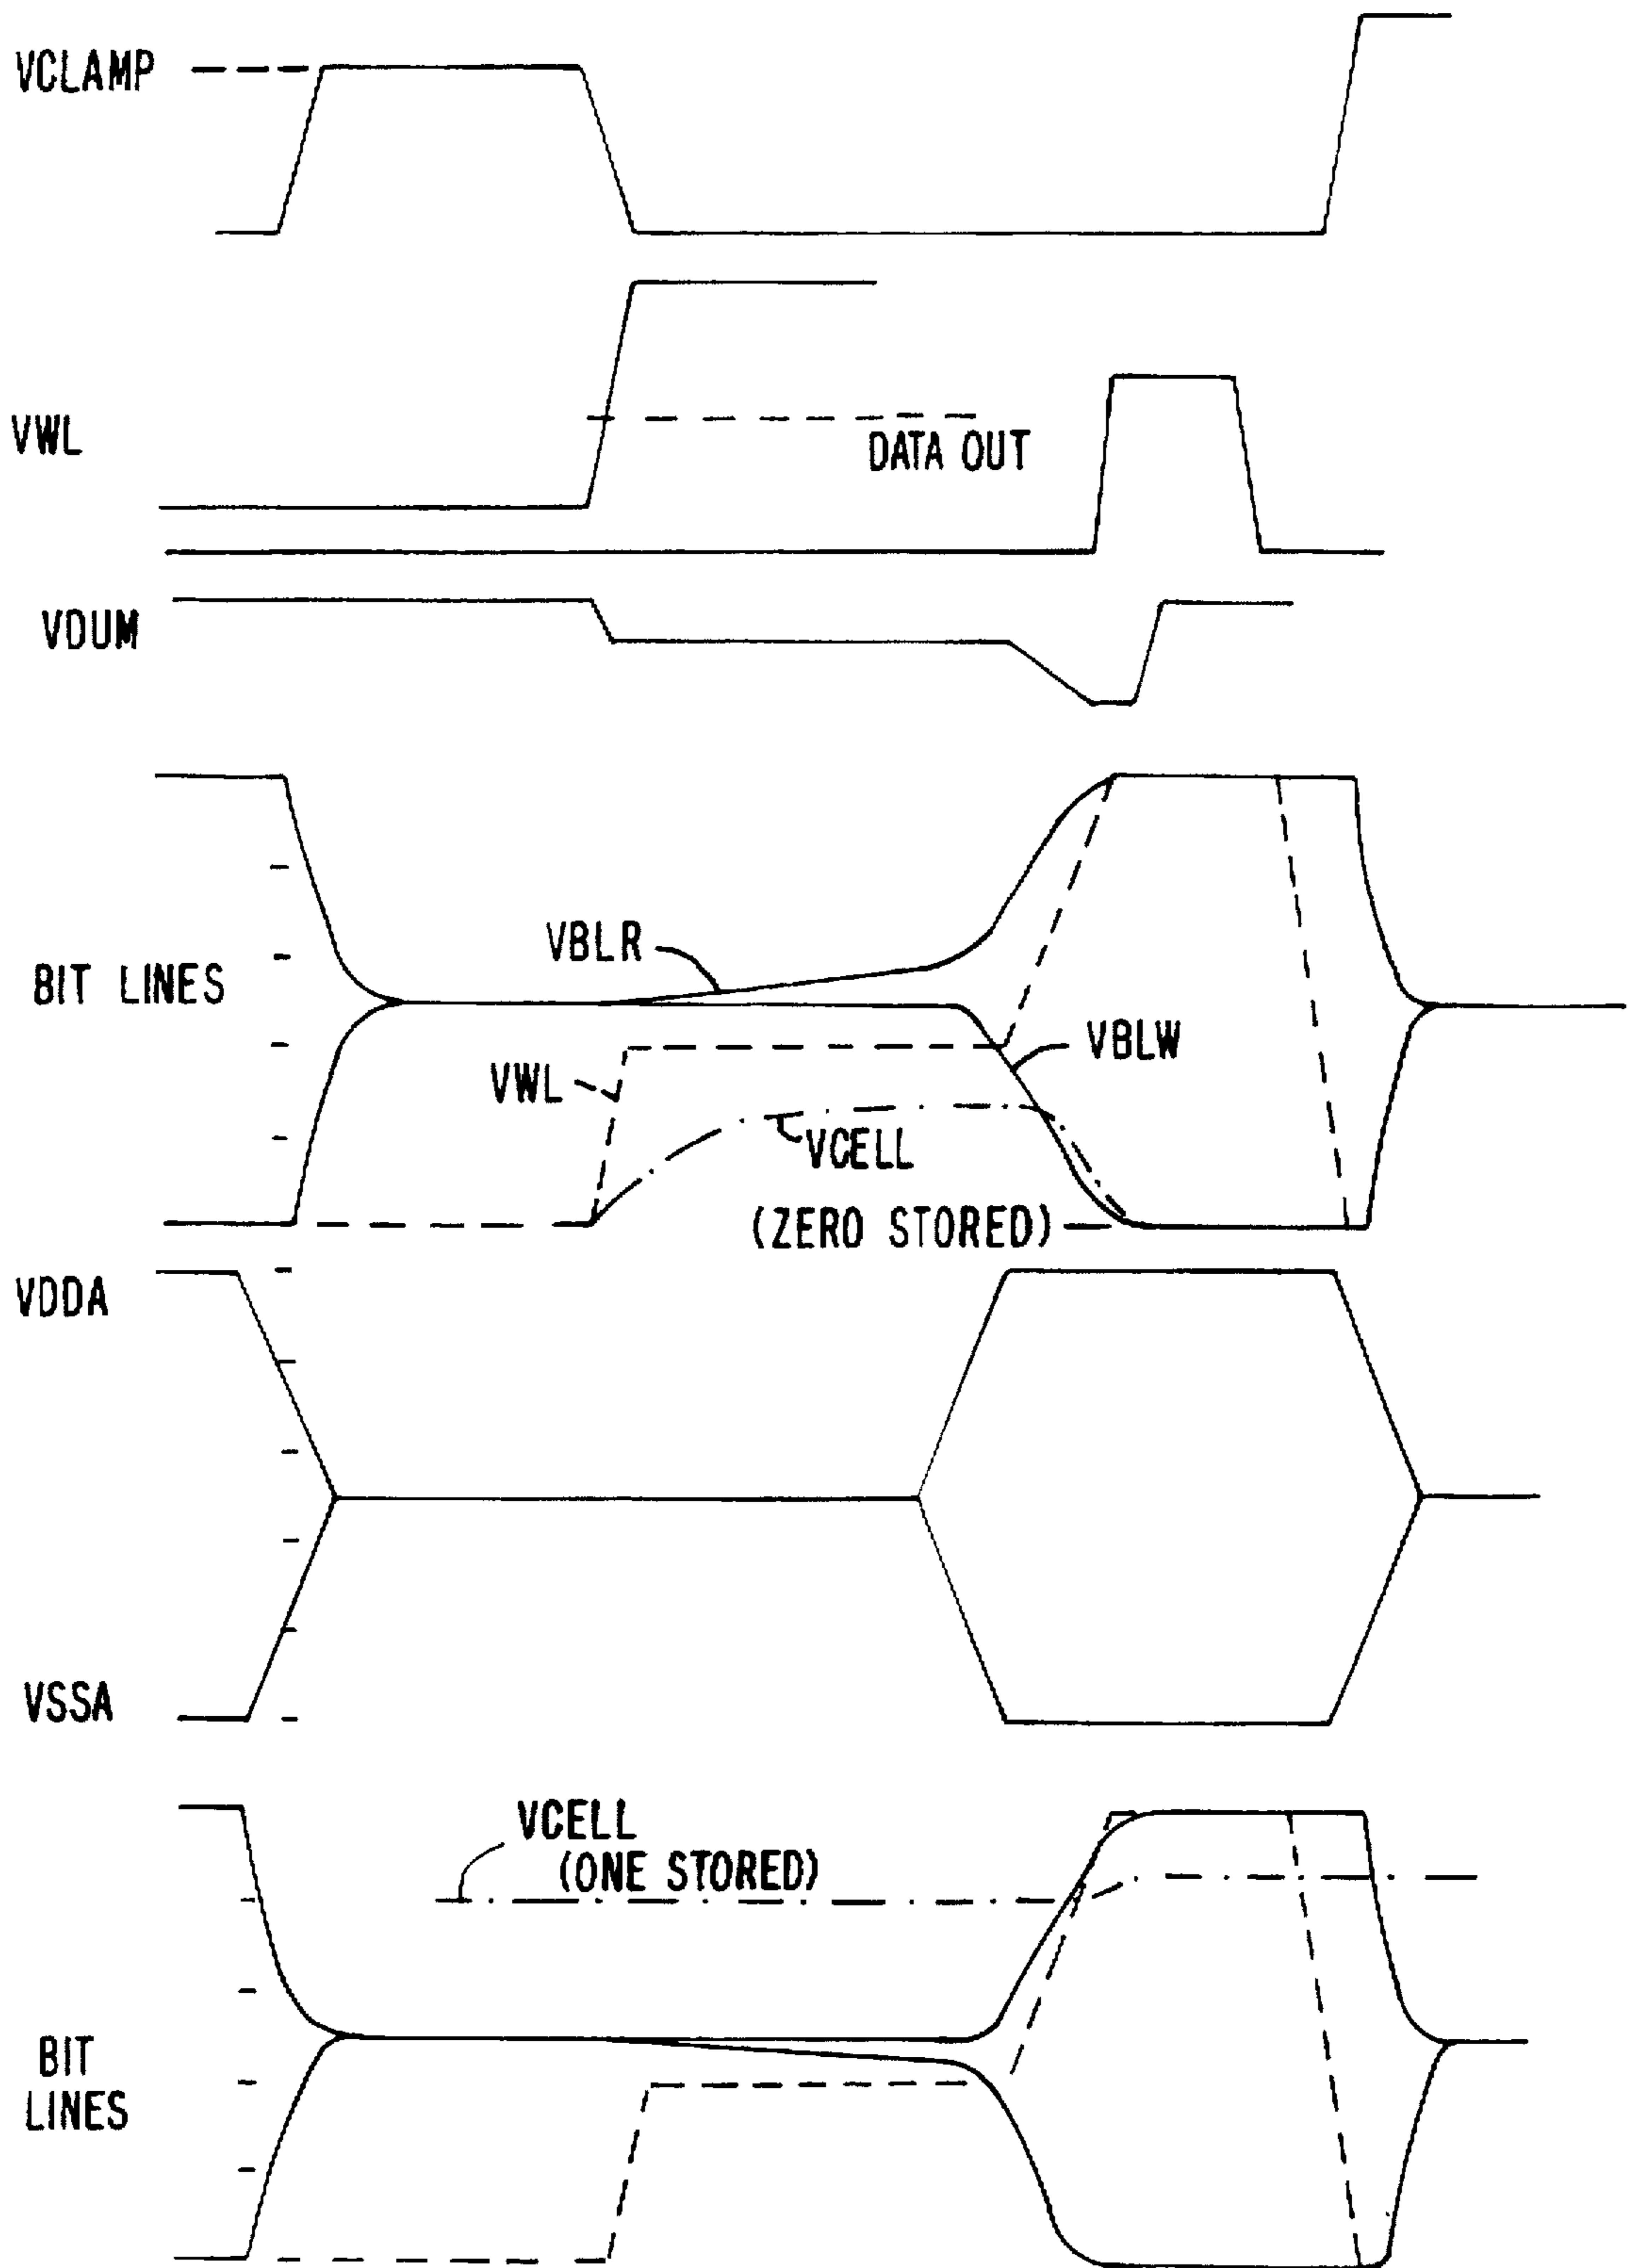 VCLAMP
VWL
DATA OUT
VDUM
VBLR
BIT LINES
VBLW
VWL
VCELL
(ZERO STORED)
VDDA
VSSA
VCELL
(ONE STORED)
BIT
LINES